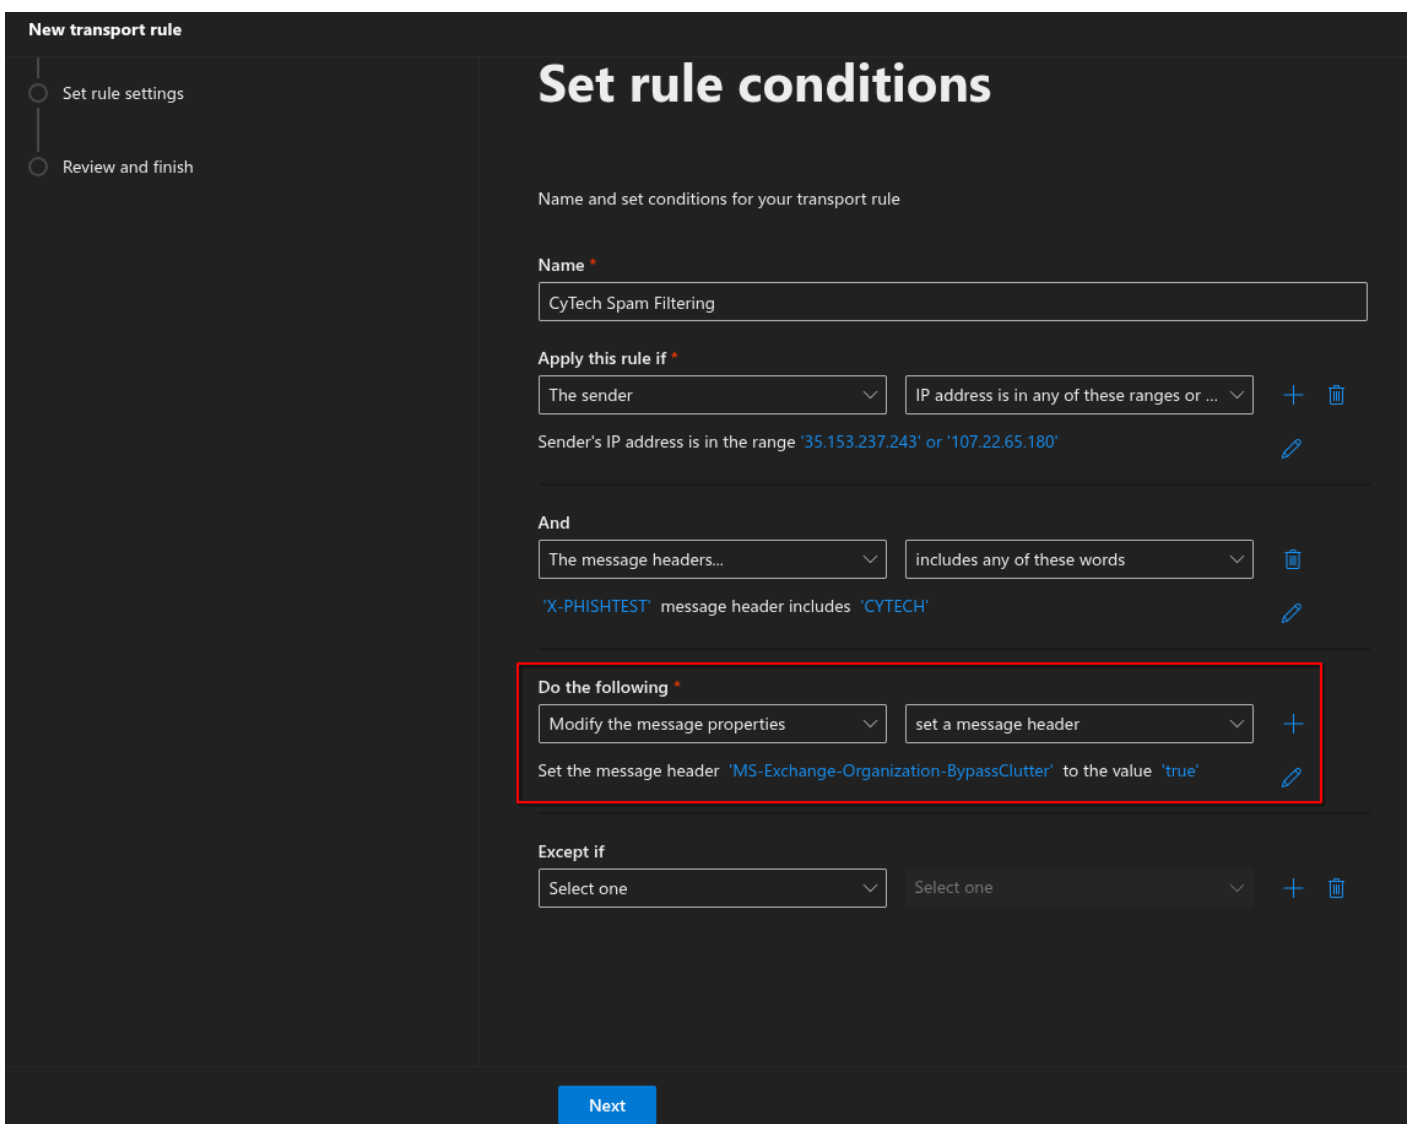 New transport rule
Set rule settings
Review and finish
Set rule conditions
Name and set conditions for your transport rule
Name *
CyTech Spam Filtering
Apply this rule if *
The sender
IP address is in any of these ranges or ...
Sender's IP address is in the range '35.153.237.243' or '107.22.65.180'
And
The message headers...
includes any of these words
'X-PHISHTEST' message header includes 'CYTECH'
Do the following *
Modify the message properties
set a message header
Set the message header 'MS-Exchange-Organization-BypassClutter' to the value 'true'
Except if
Select one
Select one
Next